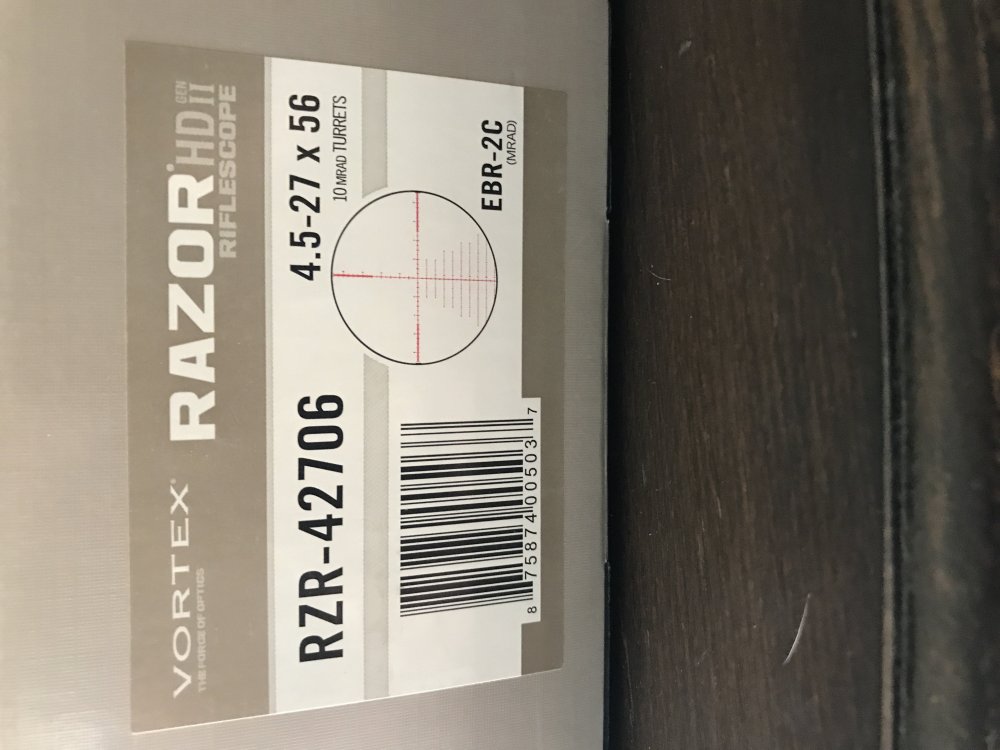 VORTEX®
THE FORCE OF OPTICS
RAZOR® HD GEN II
RIFLESCOPE
RZR-42706
4.5-27 x 56
10 MRAD TURRETS
EBR-2C
(MRAD)
8 75874 00503 7